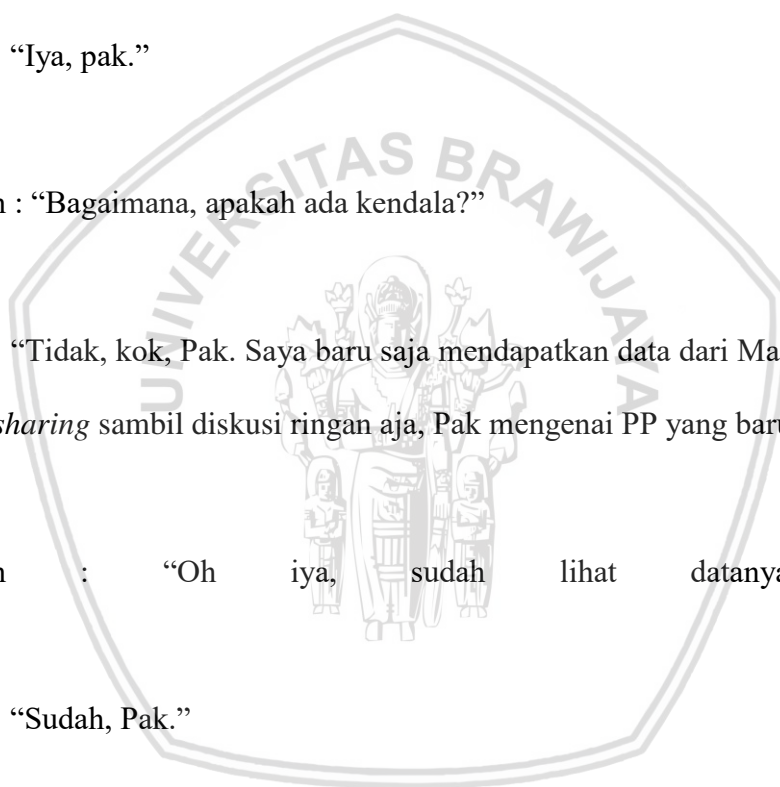 “Iya, pak.”
UNIVERSITAS BRAWIJAYA
: “Bagaimana, apakah ada kendala?”
“Tidak, kok, Pak. Saya baru saja mendapatkan data dari
sharing sambil diskusi ringan aja, Pak mengenai PP yang baru
: “Oh iya, sudah lihat datanya
“Sudah, Pak.”